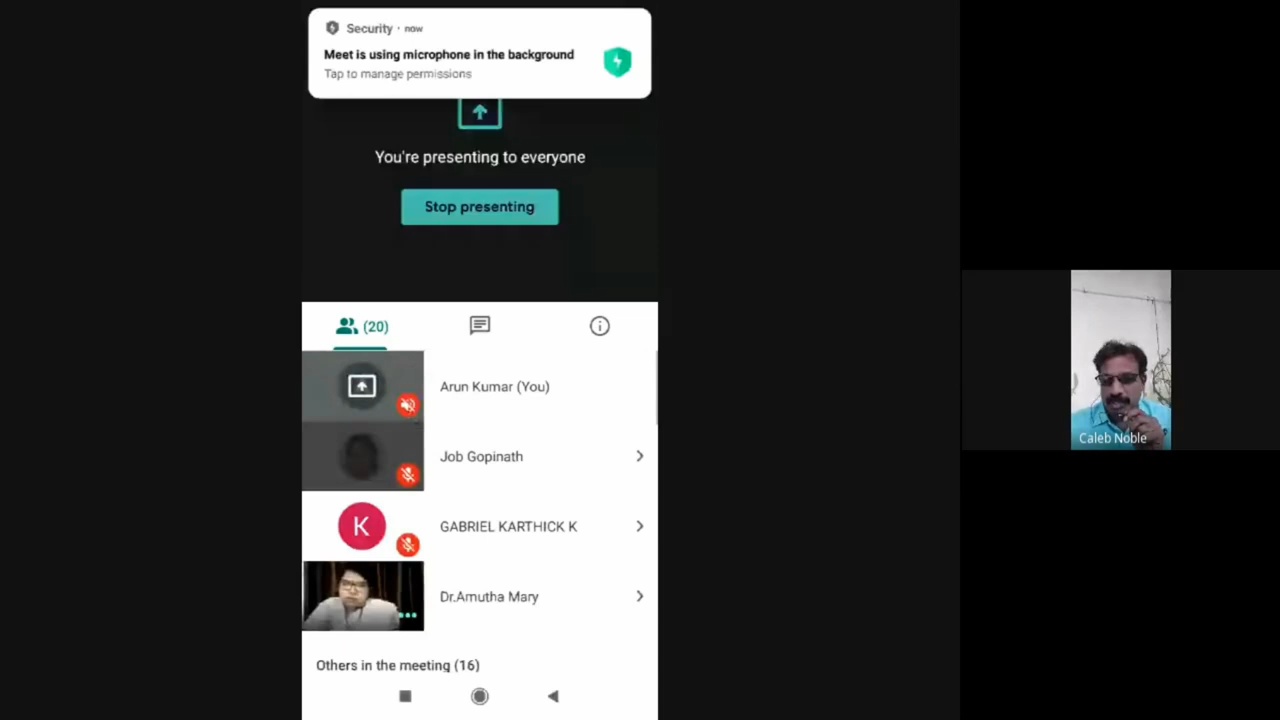 Security · now
Meet is using microphone in the background
Tap to manage permissions
You're presenting to everyone
Stop presenting
(20)
Arun Kumar (You)
Job Gopinath
K
GABRIEL KARTHICK K
Dr.Amutha Mary
Others in the meeting (16)
Caleb Noble